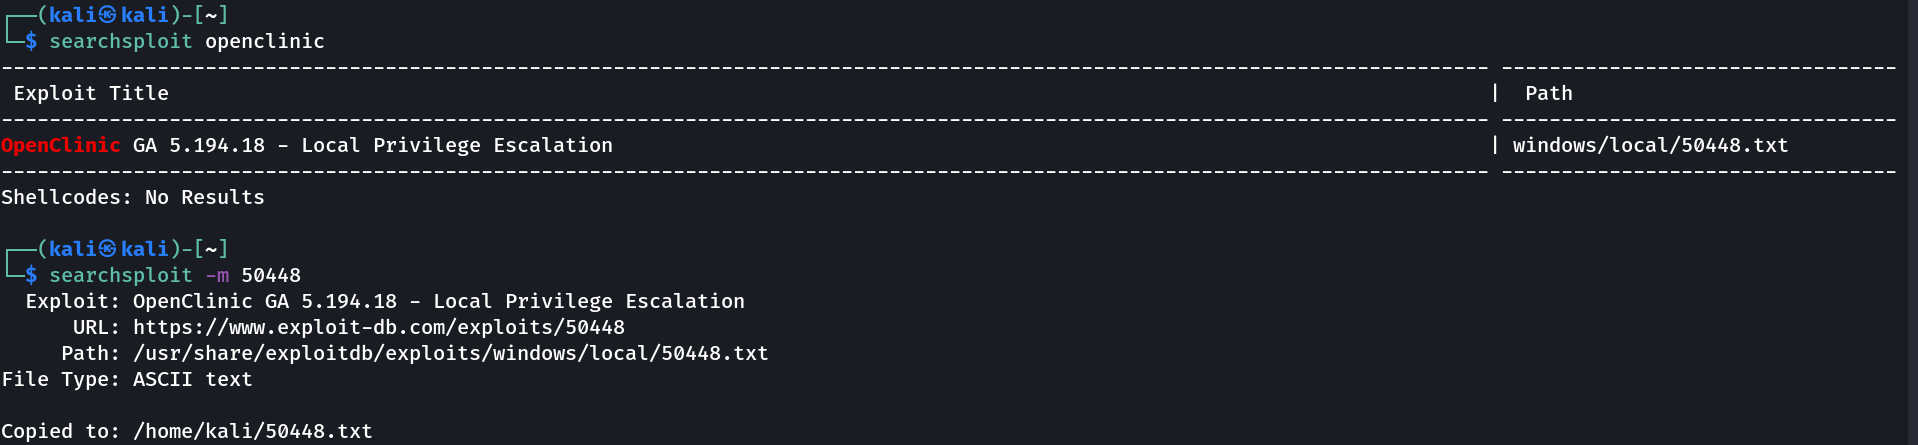 ┌──(kali㉿kali)-[~]
└─$ searchsploit openclinic
---------------------------------------------------------------------------------------------------------------------------- ---------------------------------
 Exploit Title                                                                                                              |  Path
---------------------------------------------------------------------------------------------------------------------------- ---------------------------------
OpenClinic GA 5.194.18 - Local Privilege Escalation                                                                         | windows/local/50448.txt
---------------------------------------------------------------------------------------------------------------------------- ---------------------------------
Shellcodes: No Results
┌──(kali㉿kali)-[~]
└─$ searchsploit -m 50448
  Exploit: OpenClinic GA 5.194.18 - Local Privilege Escalation
      URL: https://www.exploit-db.com/exploits/50448
     Path: /usr/share/exploitdb/exploits/windows/local/50448.txt
File Type: ASCII text
Copied to: /home/kali/50448.txt